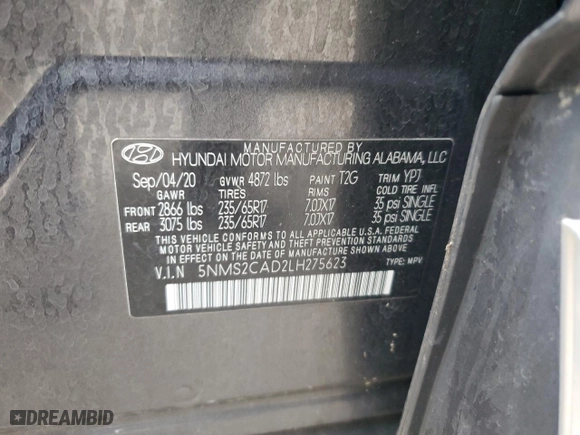 MANUFACTURED BY
HYUNDAI MOTOR MANUFACTURING ALABAMA, LLC
Sep/04/20 GVWR 4872 lbs PAINT T2G TRIM YPJ
GAWR TIRES RIMS COLD TIRE INFL
FRONT 2866 lbs 235/65R17 7.0JX17 35 psi SINGLE
REAR 3075 lbs 235/65R17 7.0JX17 35 psi SINGLE
THIS VEHICLE CONFORMS TO ALL APPLICABLE
FEDERAL MOTOR VEHICLE SAFETY
AND THEFT PREVENTION STANDARDS
IN EFFECT ON THE DATE OF MANUFACTURE
SHOWN ABOVE.
V.I.N 5NMS2CAD2LH275623 TYPE: MPV
DREAMBID